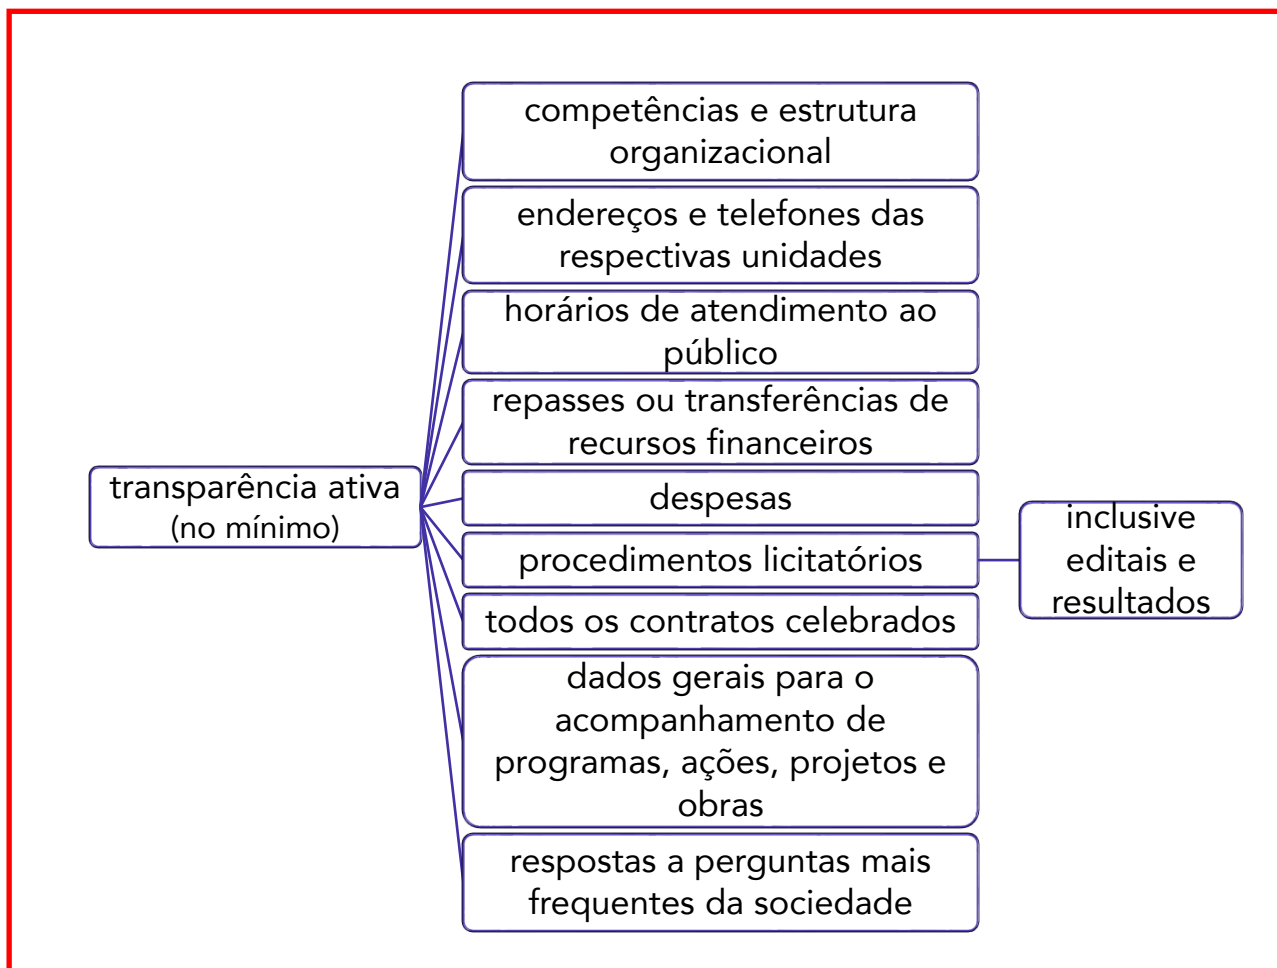 competências e estrutura
organizacional
endereços e telefones das
respectivas unidades
horários de atendimento ao
público
repasses ou transferências de
recursos financeiros
transparência ativa
(no mínimo)
despesas
procedimentos licitatórios
inclusive
editais e
resultados
todos os contratos celebrados
dados gerais para o
acompanhamento de
programas, ações, projetos e
obras
respostas a perguntas mais
frequentes da sociedade